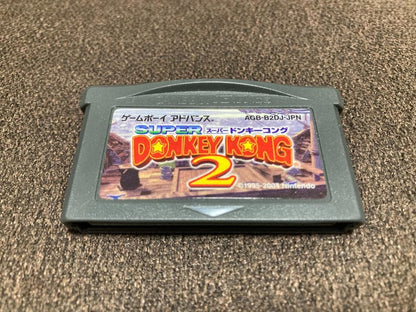 ゲームボーイ アドバンス AGB-B2DJ-JPN
SUPER スーパードンキーコング
DONKEY KONG
2
©1995-2004 Nintendo